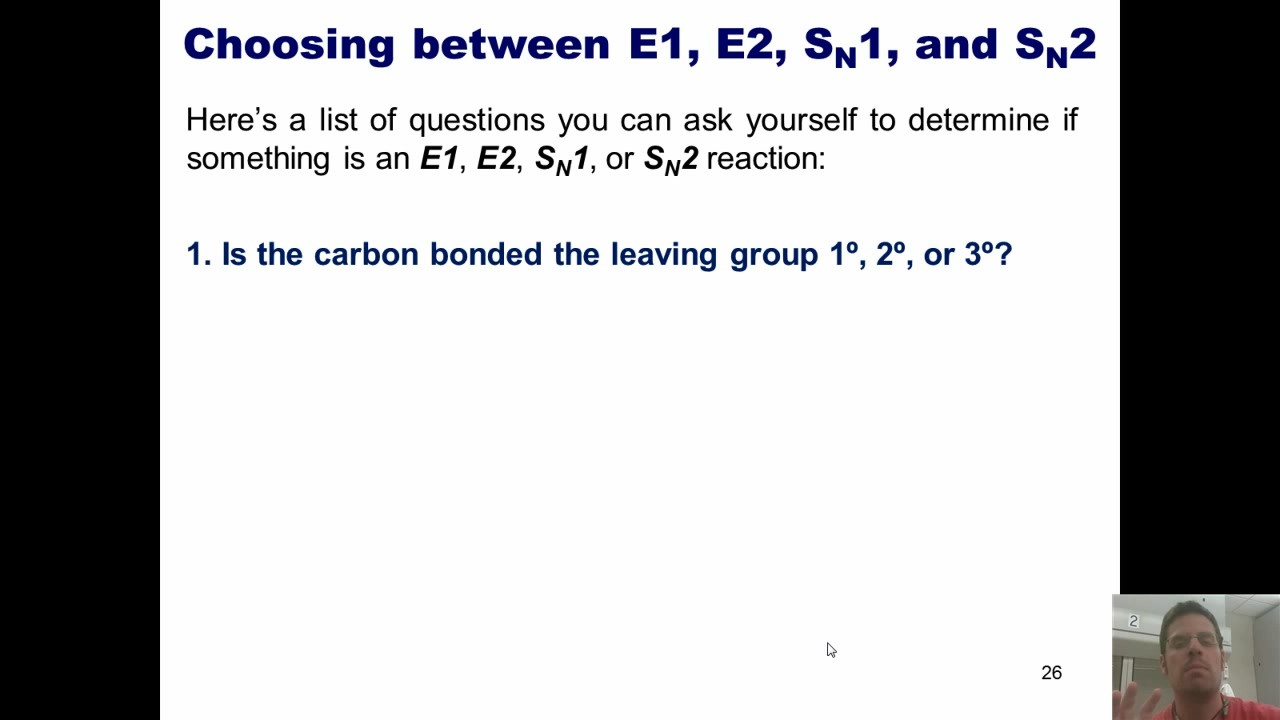 Choosing between E1, E2, SN1, and SN2
Here's a list of questions you can ask yourself to determine if
something is an E1, E2, SN1, or SN2 reaction:
1. Is the carbon bonded the leaving group 1º, 2º, or 3º?
2
26